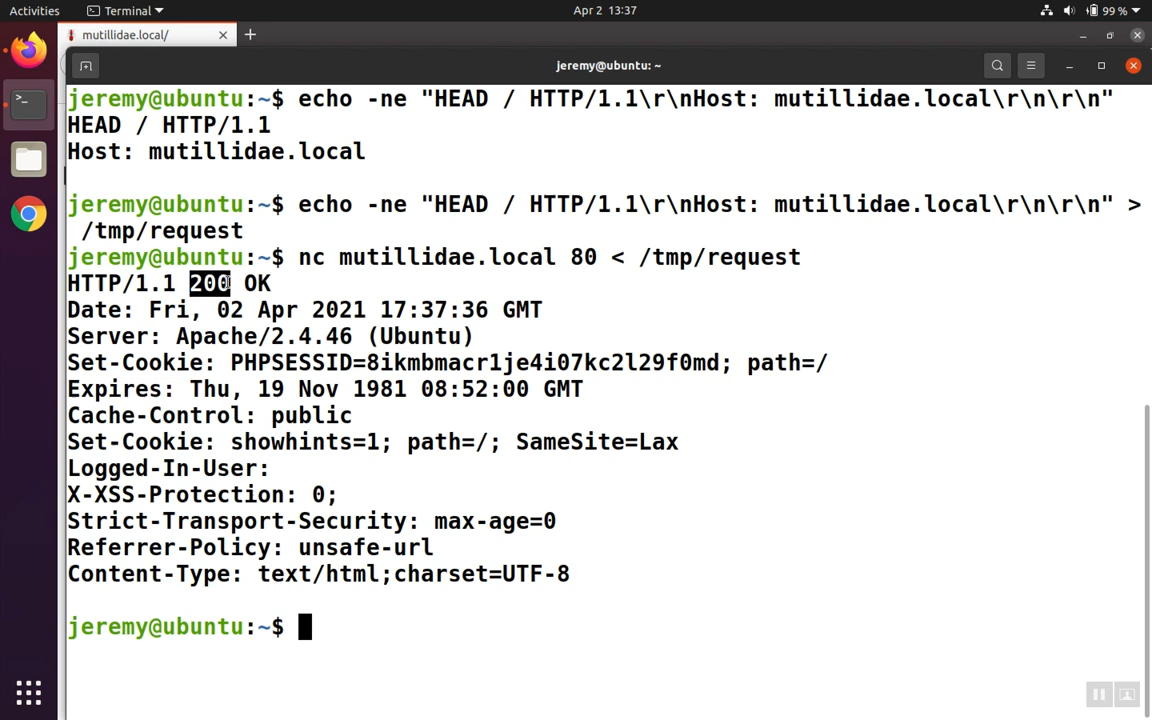 Activities Terminal Apr 2 13:37 99 %
mutillidae.local/
jeremy@ubuntu: ~
jeremy@ubuntu:~$ echo -ne "HEAD / HTTP/1.1\r\nHost: mutillidae.local\r\n\r\n"
HEAD / HTTP/1.1
Host: mutillidae.local
jeremy@ubuntu:~$ echo -ne "HEAD / HTTP/1.1\r\nHost: mutillidae.local\r\n\r\n" >
/tmp/request
jeremy@ubuntu:~$ nc mutillidae.local 80 < /tmp/request
HTTP/1.1 200 OK
Date: Fri, 02 Apr 2021 17:37:36 GMT
Server: Apache/2.4.46 (Ubuntu)
Set-Cookie: PHPSESSID=8ikmbmacr1je4i07kc2l29f0md; path=/
Expires: Thu, 19 Nov 1981 08:52:00 GMT
Cache-Control: public
Set-Cookie: showhints=1; path=/; SameSite=Lax
Logged-In-User:
X-XSS-Protection: 0;
Strict-Transport-Security: max-age=0
Referrer-Policy: unsafe-url
Content-Type: text/html;charset=UTF-8
jeremy@ubuntu:~$